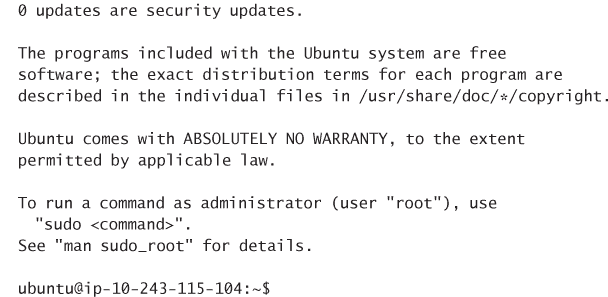 0 updates are security updates.
The programs included with the Ubuntu system are free
software; the exact distribution terms for each program are
described in the individual files in /usr/share/doc/*/copyright.
Ubuntu comes with ABSOLUTELY NO WARRANTY, to the extent
permitted by applicable law.
To run a command as administrator (user "root"), use
"sudo <command>".
See "man sudo_root" for details.
ubuntu@ip-10-243-115-104:~$